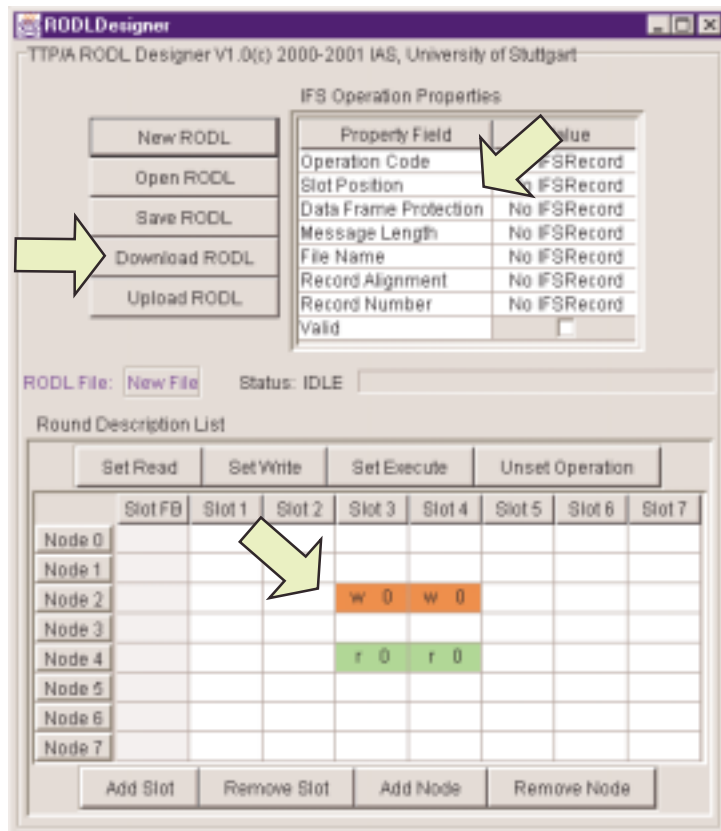 RODLDesigner
TTP/A RODL Designer V1.0(c) 2000-2001 IAS, University of Stuttgart
IFS Operation Properties
New RODL
Open RODL
Save RODL
Download RODL
Upload RODL
Property Field
Operation Code
Slot Position
Data Frame Protection No IFSRecord
Message Length No IFSRecord
File Name No IFSRecord
Record Alignment No IFSRecord
Record Number No IFSRecord
Valid
RODL File: New File Status: IDLE
Round Description List
Set Read Set Write Set Execute Unset Operation
Slot FB Slot 1 Slot 2 Slot 3 Slot 4 Slot 5 Slot 6 Slot 7
Node 0
Node 1
Node 2 w 0 w 0
Node 3
Node 4 r 0 r 0
Node 5
Node 6
Node 7
Add Slot Remove Slot Add Node Remove Node